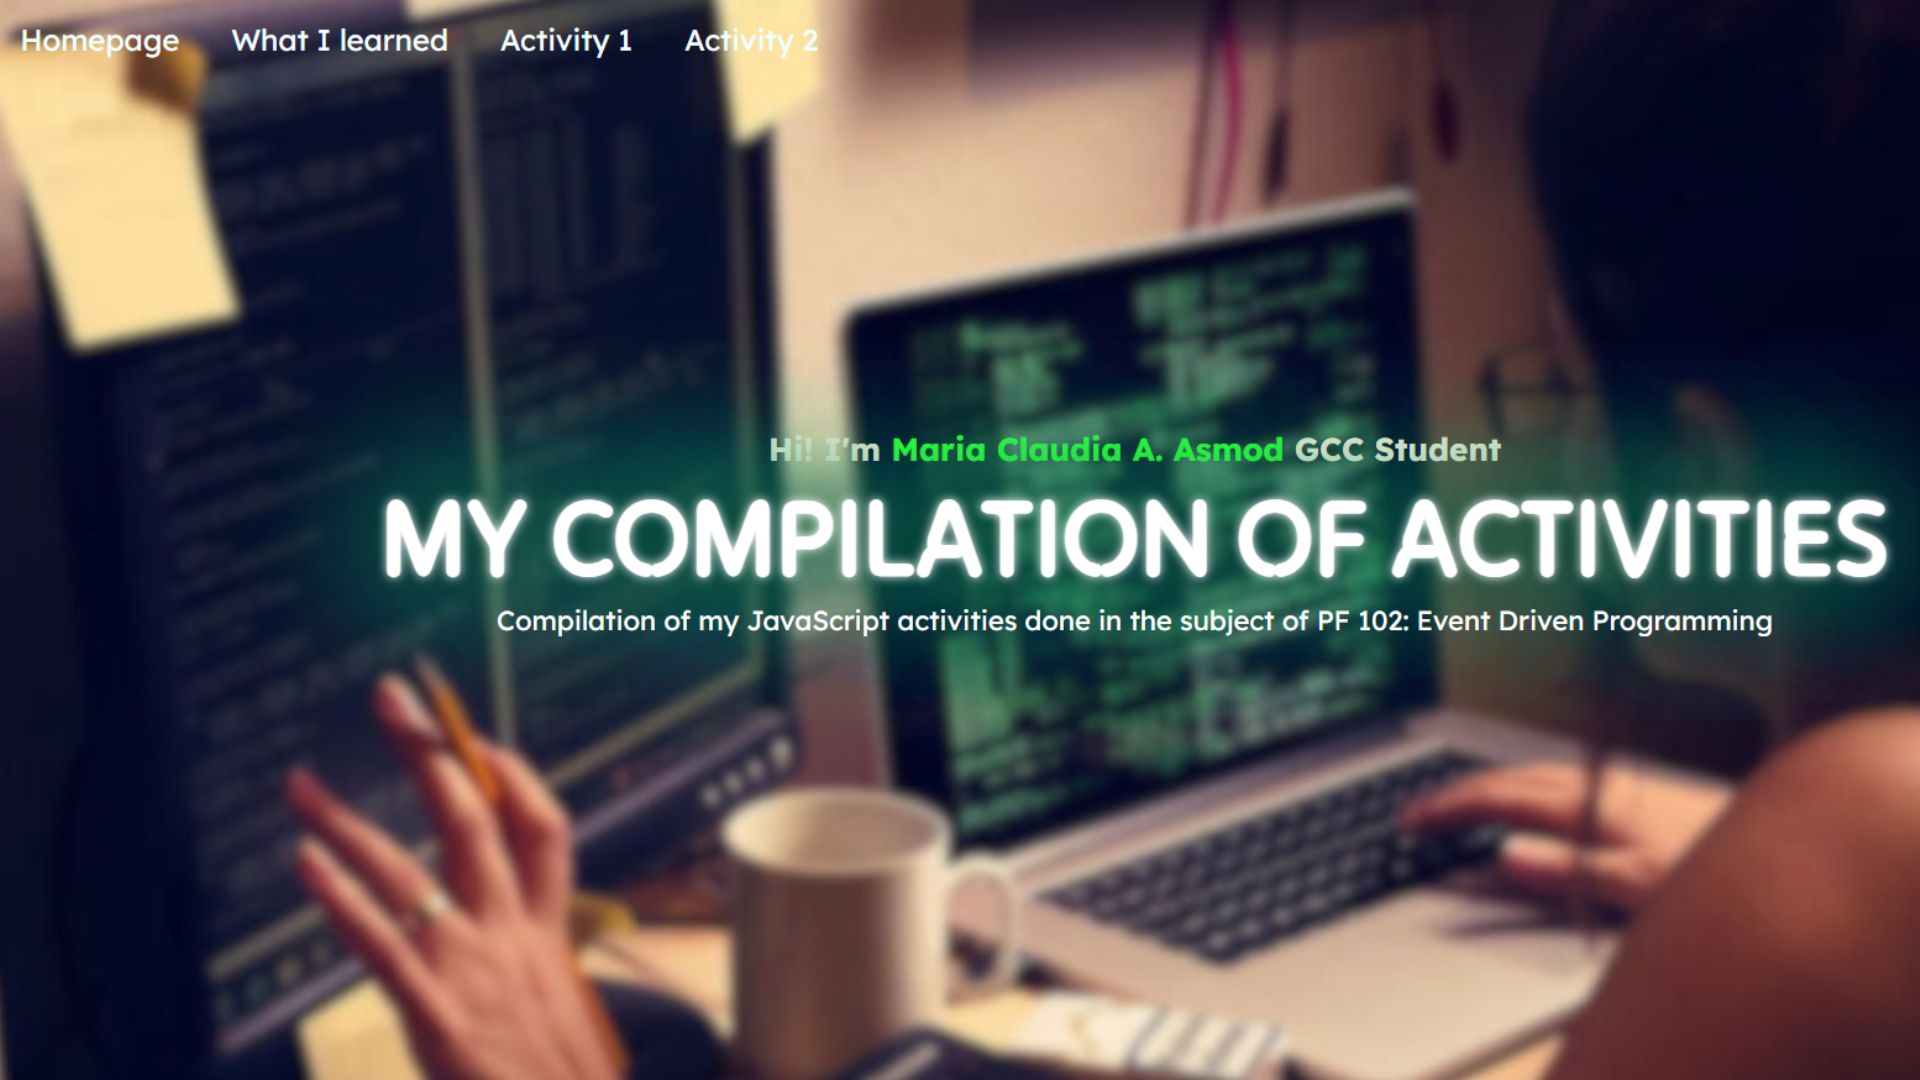 Homepage What I learned Activity 1 Activity 2
Hi! I'm Maria Claudia A. Asmod GCC Student
MY COMPILATION OF ACTIVITIES
Compilation of my JavaScript activities done in the subject of PF 102: Event Driven Programming